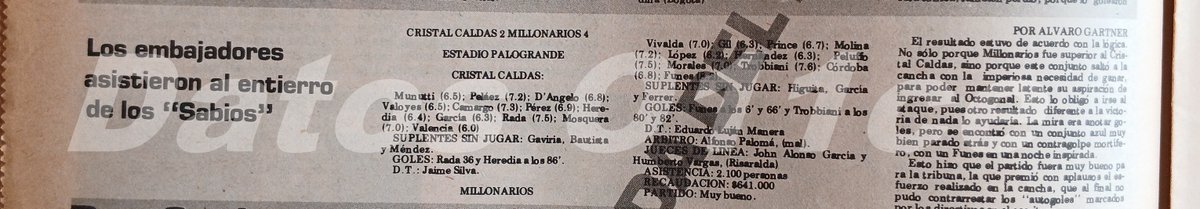 Los embajadores
asistieron al entierro
de los "Sabios"
CRISTAL CALDAS 2 MILLONARIOS 4
ESTADIO PALOGRANDE
CRISTAL CALDAS:
Munutti (6.5); Peláez (7.2); D'Angelo (6.8);
Valoyes (6.5); Camargo (7.3); Pérez (6.9); Here-
dia (6.4); García (6.3); Rada (7.5); Mosquera
(7.0); Valencia (6.0)
SUPLENTES SIN JUGAR: Gaviria, Bautista
y Méndez.
GOLES: Rada 36 y Heredia a los 86'.
D.T.: Jaime Silva.
MILLONARIOS
Vivalda (7.0); Gil (6.3); Prince (6.7); Molina
(7.2); López (6.2); Hernández (6.3); Peluffo
(7.5); Morales (7.0); Trobbiani (7.6); Córdoba
(6.8); Funes
SUPLENTES SIN JUGAR: Higuita, García
y Ferrer.
GOLES: Funes a los 6' y 66' y Trobbiani a los
60' y 82'.
D.T.: Eduardo Luján Manera
ARBITRO: Alfonso Palomá, (mal).
JUECES DE LINEA: John Alonso García y
Humberto Vargas, (Risaralda)
ASISTENCIA: 2.100 personas
RECAUDACION: $641.000
PARTIDO: Muy bueno.
POR ALVARO GARTNER
El resultado estuvo de acuerdo con la lógica.
No sólo porque Millonarios fue superior al Cris-
tal Caldas, sino porque este conjunto saltó a la
cancha con la imperiosa necesidad de ganar,
para poder mantener latente su aspiración de
ingresar al Octogonal. Esto lo obligó a irse al
ataque, pues otro resultado diferente a la victo-
ria de nada lo ayudaría. La mira era anotar go-
les, pero se encontró con un conjunto azul muy
bien parado atrás y con un contragolpe mortífe-
ro, con un Funes en una noche inspirada.
Esto hizo que el partido fuera muy bueno pa
ra la tribuna, la que premió con aplausos el es-
fuerzo realizado en la cancha, que al final no
pudo contrarrestar los "autogoles" marcados